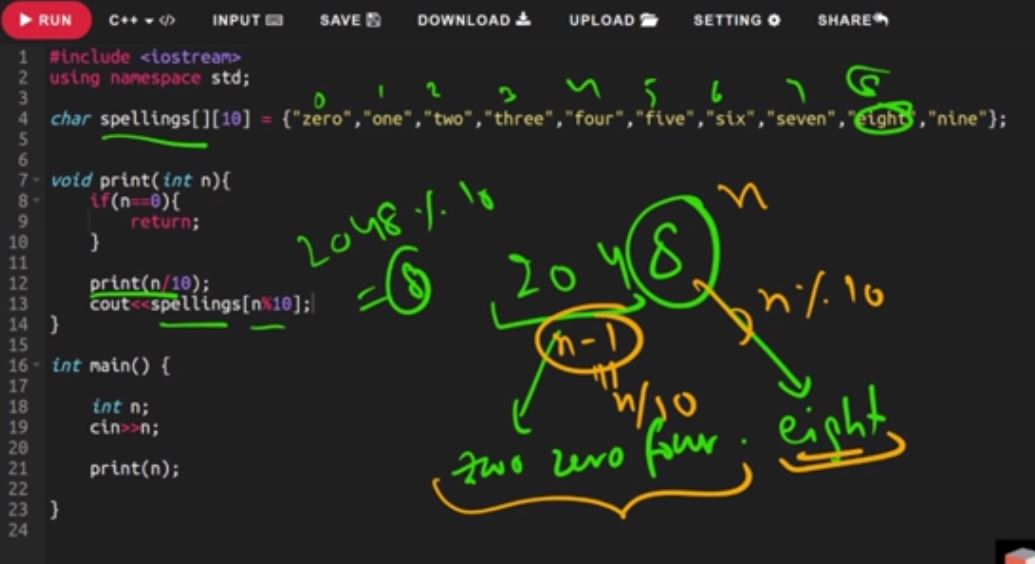 RUN C++ </> INPUT SAVE DOWNLOAD UPLOAD SETTING SHARE
1 #include <iostream>
2 using namespace std;
3
0 1 2 3 4 5 6 7 8
4 char spellings[][10] = {"zero","one","two","three","four","five","six","seven","eight","nine"};
5
6
7 void print(int n){
8 if(n==0){
9 return;
10 }
11
12 print(n/10);
13 cout<<spellings[n%10];
14 }
15
16 int main() {
17
18 int n;
19 cin>>n;
20
21 print(n);
22
23 }
24
2048 % 10
= 8
n
2048
n % 10
n-1
n/10
two zero four . eight